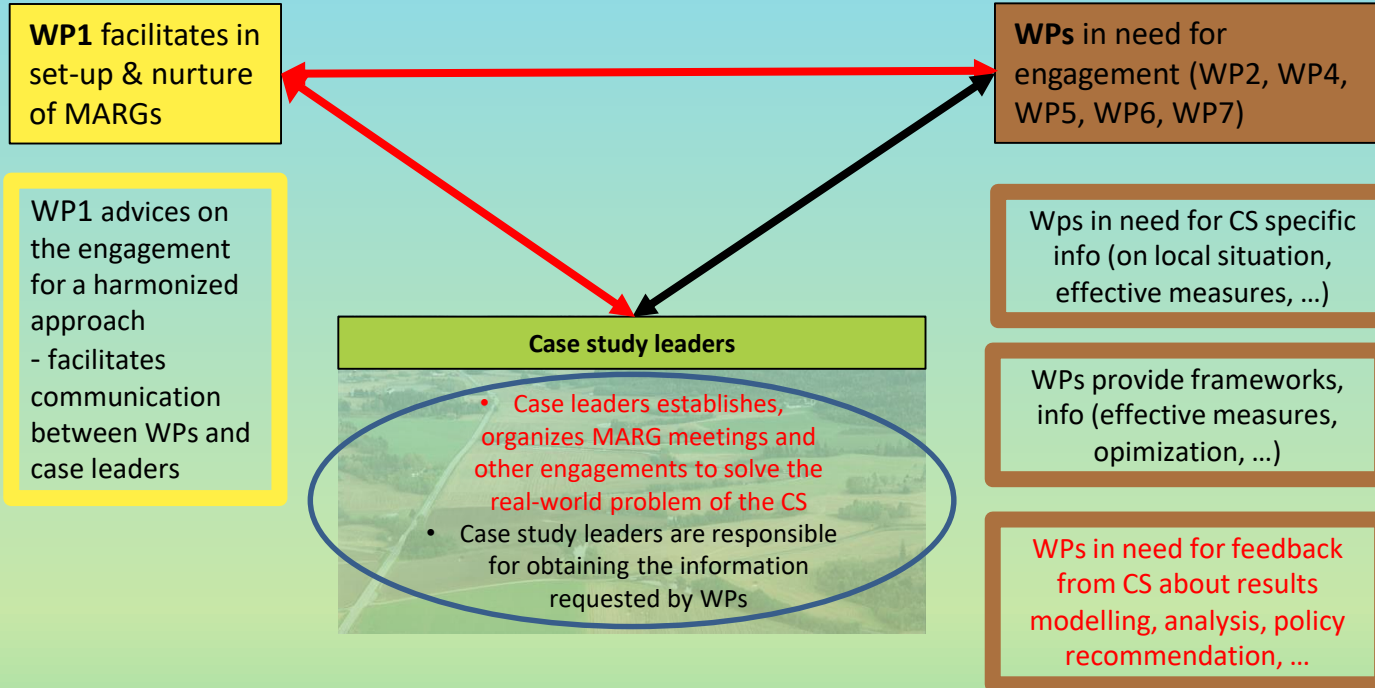 WP1 facilitates in
set-up & nurture
of MARGs
WPs in need for
engagement (WP2, WP4,
WP5, WP6, WP7)
WP1 advices on
the engagement
for a harmonized
approach
- facilitates
communication
between WPs and
case leaders
Case study leaders
• Case leaders establishes,
organizes MARG meetings and
other engagements to solve the
real-world problem of the CS
• Case study leaders are responsible
for obtaining the information
requested by WPs
Wps in need for CS specific
info (on local situation,
effective measures, …)
WPs provide frameworks,
info (effective measures,
opimization, …)
WPs in need for feedback
from CS about results
modelling, analysis, policy
recommendation, …